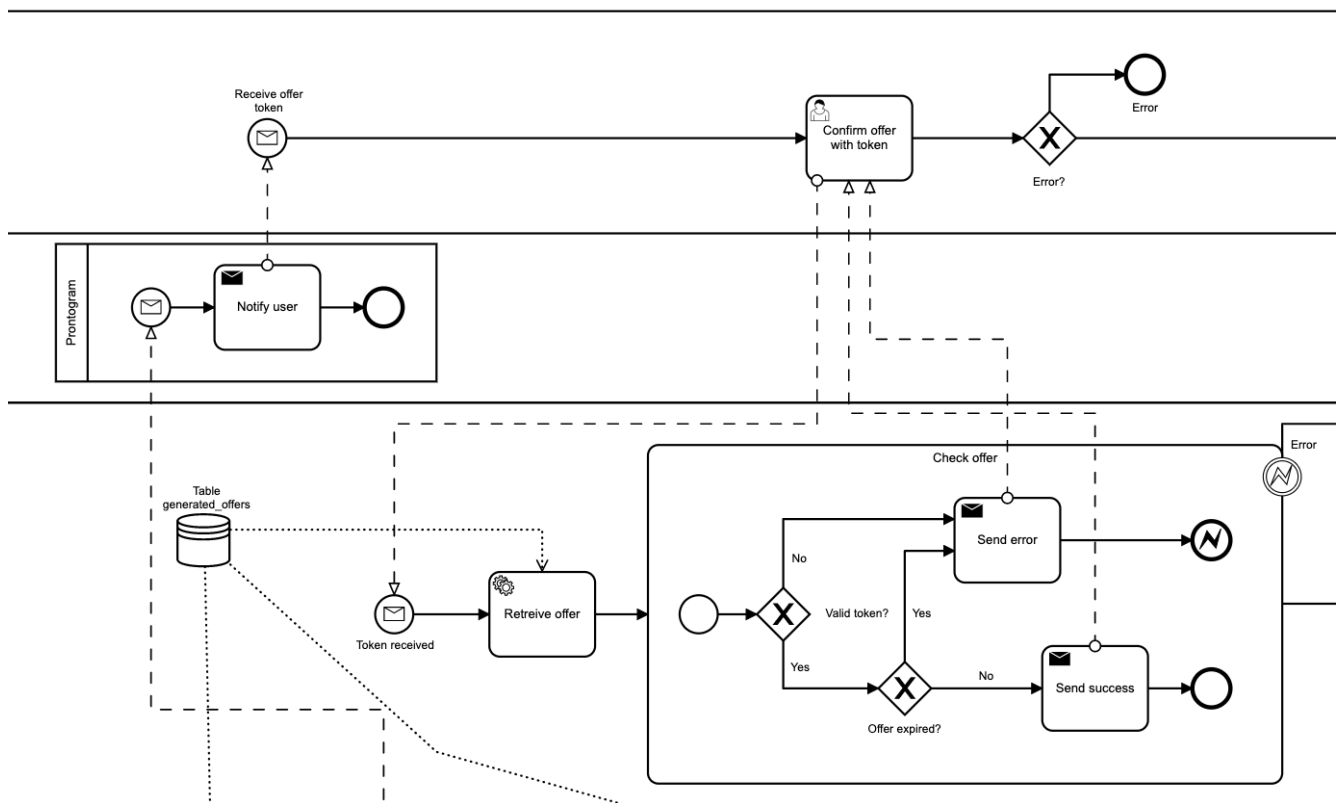 Receive offer
token
Confirm offer
with token
Error
Error?
Prontogram
Notify user
Error
Check offer
Table
generated_offers
Send error
No
Retreive offer
Valid token?
Yes
Token received
Yes
No
Send success
Offer expired?